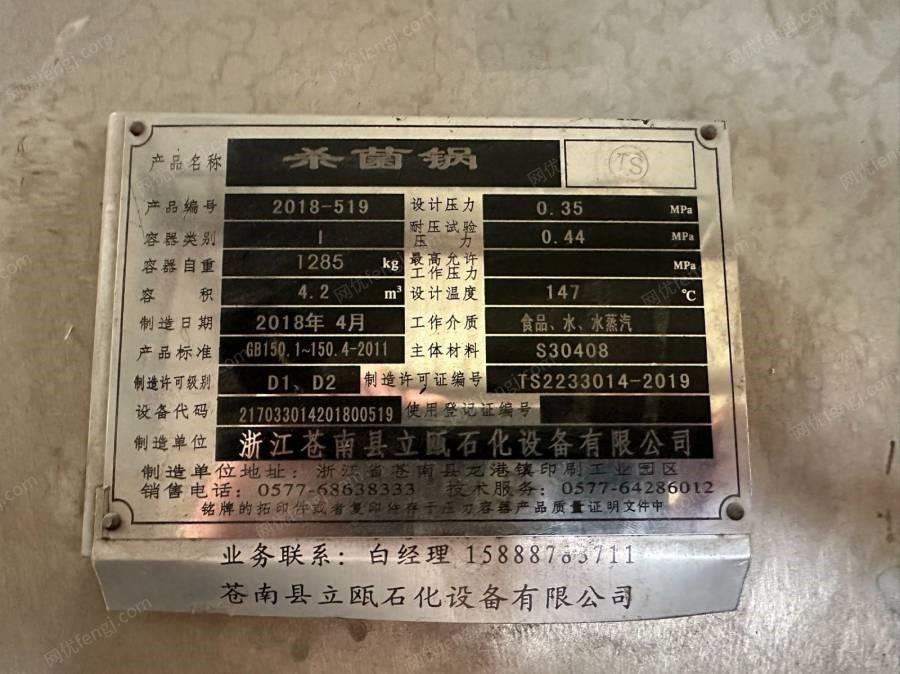 产品名称 杀菌锅 TS
产品编号 2018-519 设计压力 0.35 MPa
容器类别 I 耐压试验压力 0.44 MPa
容器自重 1285 kg 最高允许工作压力 MPa
容积 4.2 m³ 设计温度 147 ℃
制造日期 2018年 4月 工作介质 食品、水、水蒸汽
产品标准 GB150.1~150.4-2011 主体材料 S30408
制造许可级别 D1、D2 制造许可证编号 TS2233014-2019
设备代码 217033014201800519 使用登记证编号
制造单位 浙江苍南县立瓯石化设备有限公司
制造单位地址：浙江省苍南县龙港镇印刷工业园区
销售电话：0577-68638333 技术服务：0577-64286012
铭牌的拓印件或者复印件存于压力容器产品质量证明文件中
业务联系：白经理
苍南县立瓯石化设备有限公司
网优fengj.com